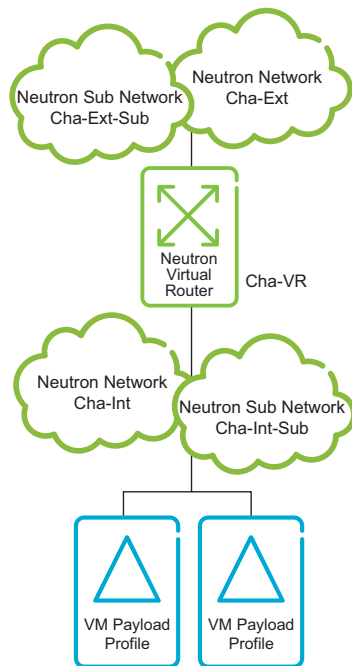 Neutron Sub Network
Cha-Ext-Sub
Neutron Network
Cha-Ext
Neutron
Virtual
Router
Cha-VR
Neutron Network
Cha-Int
Neutron Sub Network
Cha-Int-Sub
VM Payload
Profile
VM Payload
Profile